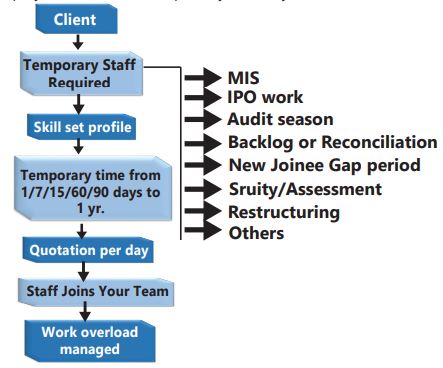 Client
Temporary Staff
Required
Skill set profile
Temporary time from
1/7/15/60/90 days to
1 yr.
Quotation per day
Staff Joins Your Team
Work overload
managed
MIS
IPO work
Audit season
Backlog or Reconciliation
New Joinee Gap period
Sruity/Assessment
Restructuring
Others